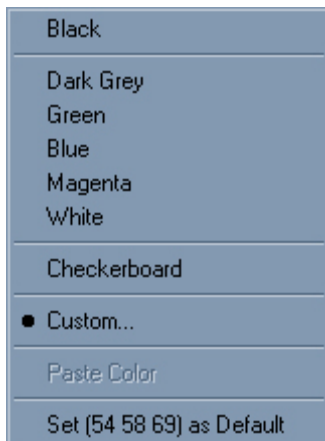 Black
Dark Grey
Green
Blue
Magenta
White
Checkerboard
Custom...
Paste Color
Set (54 58 69) as Default